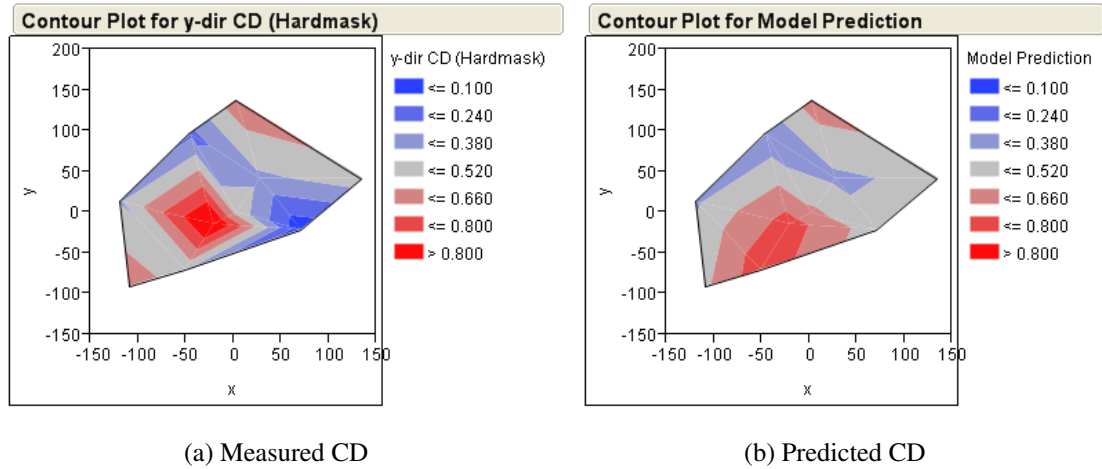 Contour Plot for y-dir CD (Hardmask)
200
150
100
50
0
-50
-100
-150
y
-150 -100 -50 0 50 100 150
x
y-dir CD (Hardmask)
<= 0.100
<= 0.240
<= 0.380
<= 0.520
<= 0.660
<= 0.800
> 0.800
(a) Measured CD
Contour Plot for Model Prediction
200
150
100
50
0
-50
-100
-150
y
-150 -100 -50 0 50 100 150
x
Model Prediction
<= 0.100
<= 0.240
<= 0.380
<= 0.520
<= 0.660
<= 0.800
> 0.800
(b) Predicted CD